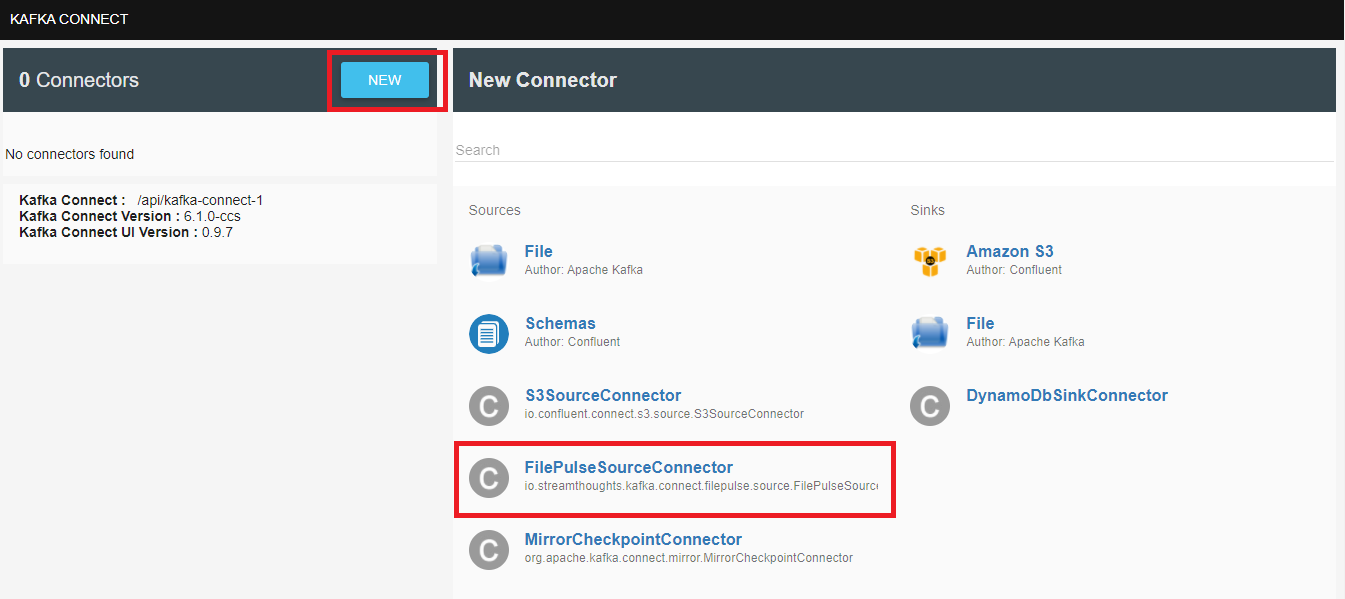 KAFKA CONNECT
0 Connectors
NEW
No connectors found
Kafka Connect : /api/kafka-connect-1
Kafka Connect Version : 6.1.0-ccs
Kafka Connect UI Version : 0.9.7
New Connector
Search
Sources
File
Author: Apache Kafka
Schemas
Author: Confluent
C
S3SourceConnector
io.confluent.connect.s3.source.S3SourceConnector
C
FilePulseSourceConnector
io.streamthoughts.kafka.connect.filepulse.source.FilePulseSource
C
MirrorCheckpointConnector
org.apache.kafka.connect.mirror.MirrorCheckpointConnector
Sinks
S3
Amazon S3
Author: Confluent
File
Author: Apache Kafka
C
DynamoDbSinkConnector